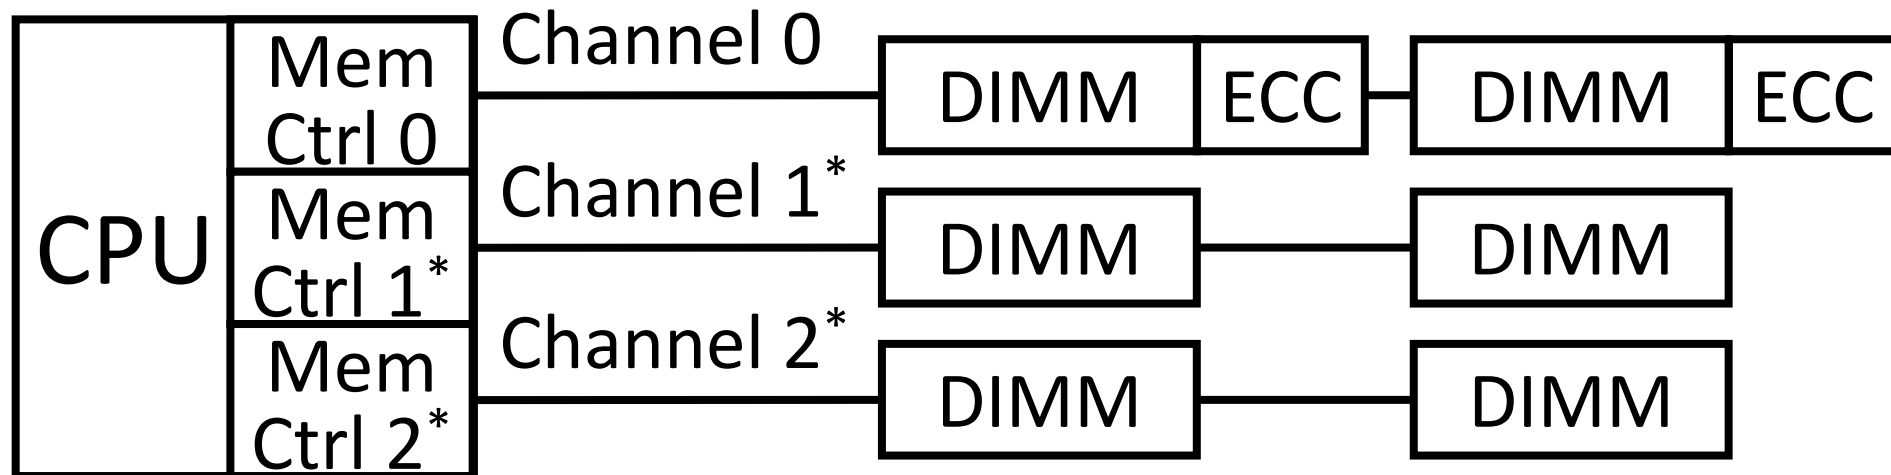 CPU
Mem
Ctrl 0
Mem
Ctrl 1*
Mem
Ctrl 2*
Channel 0
DIMM ECC DIMM ECC
Channel 1*
DIMM DIMM
Channel 2*
DIMM DIMM